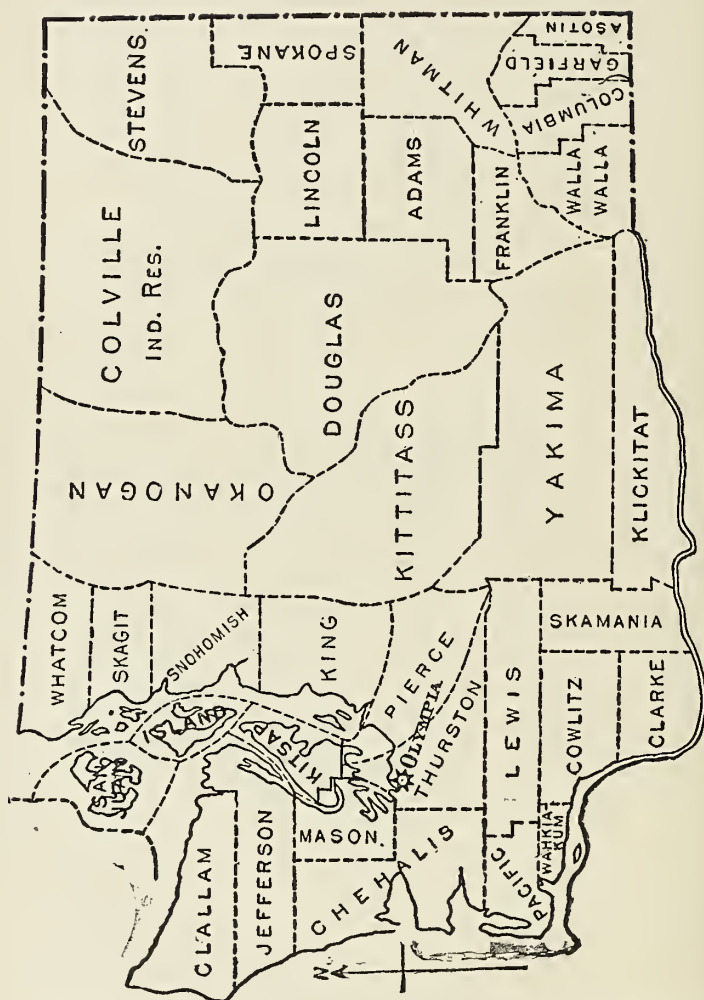 STEVENS.
SPOKANE
WHITMAN
ASOTIN
GARFIELD
COLUMBIA
WALLA
WALLA
COLVILLE
IND. RES.
LINCOLN
ADAMS
FRANKLIN
OKANOGAN
DOUGLAS
KITTITASS
YAKIMA
KLICKITAT
WHATCOM
SKAGIT
SNOHOMISH
KING
PIERCE
SKAMANIA
SAN
JUAN
ISLAND
KITSAP
OLYMPIA
THURSTON
LEWIS
COWLITZ
CLARKE
CLALLAM
JEFFERSON
MASON.
CHEHALIS
PACIFIC
WAHKIA-
KUM
N.